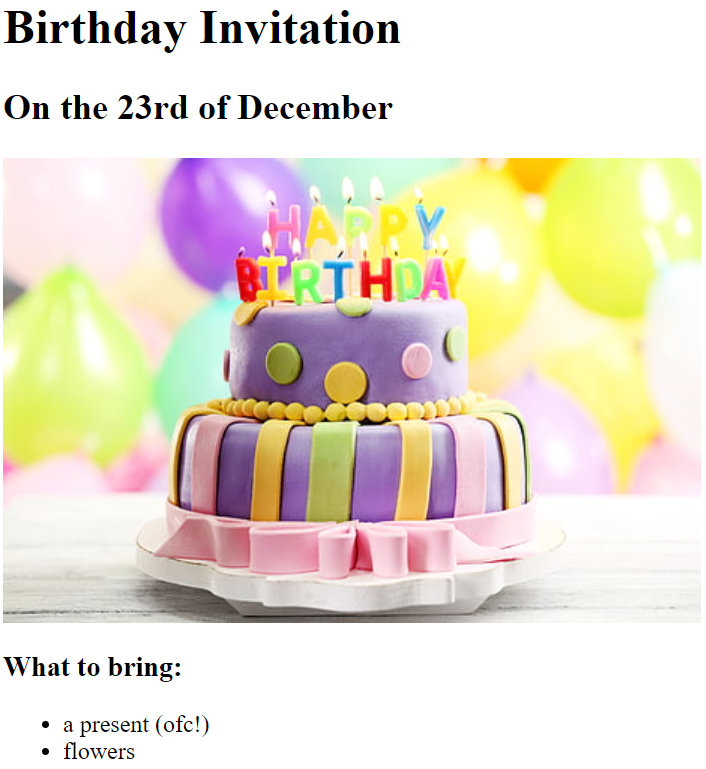 Birthday Invitation
On the 23rd of December
HAPPY
BIRTHDAY
What to bring:
a present (ofc!)
flowers